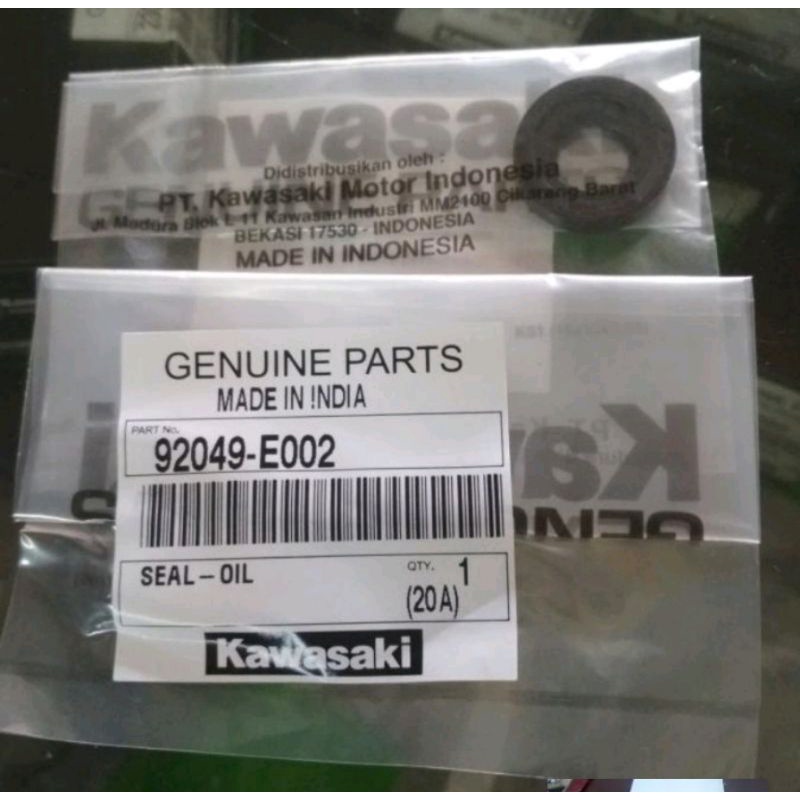 Kawasaki
Didistribusikan oleh :
PT. Kawasaki Motor Indonesia
Jl. Madura Blok L 11 Kawasan Industri MM2100 Cikarang Barat
BEKASI 17530 - INDONESIA
MADE IN INDONESIA
GENUINE PARTS
MADE IN INDIA
PART No.
92049-E002
SEAL-OIL
QTY. 1
(20A)
Kawasaki